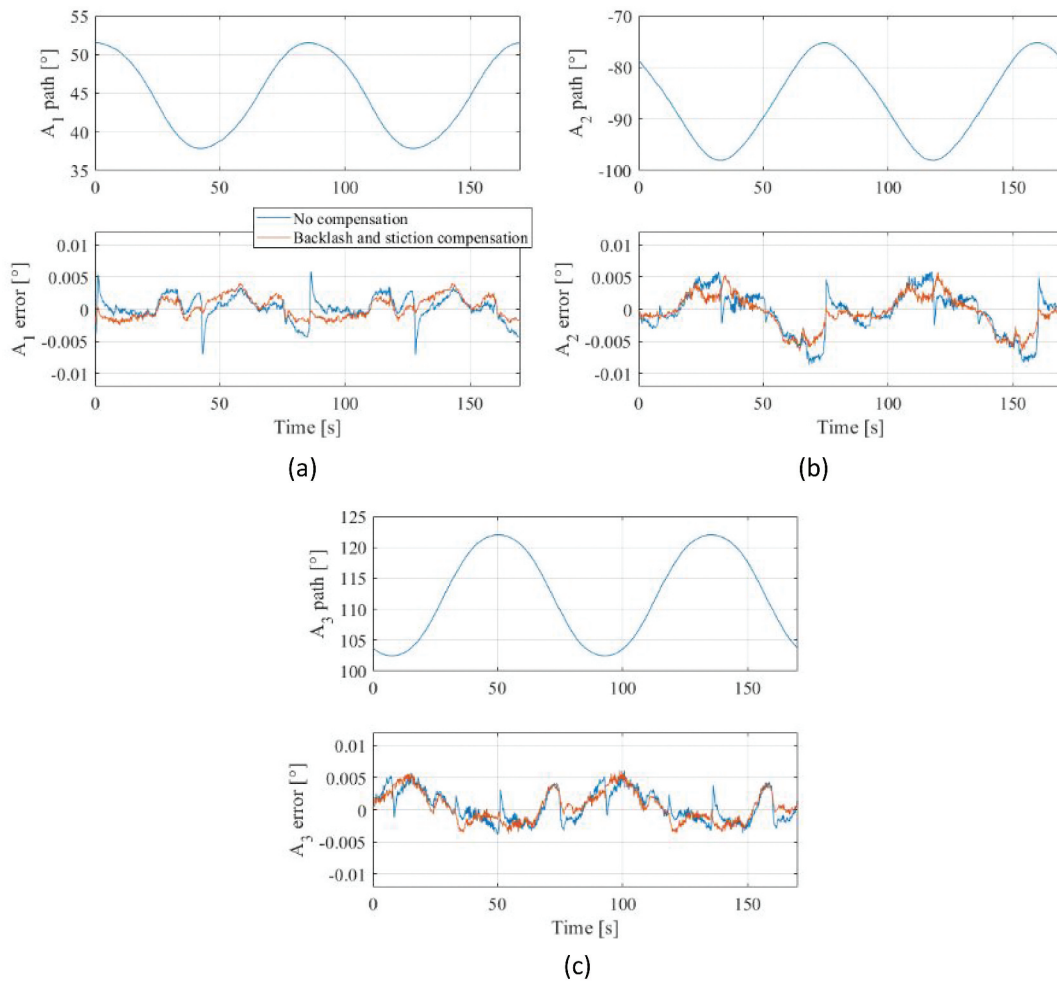 55
50
45
40
35
A1 path [°]
0 50 100 150
-70
-80
-90
-100
A2 path [°]
0 50 100 150
No compensation
Backlash and stiction compensation
0.01
0.005
0
-0.005
-0.01
A1 error [°]
0 50 100 150
Time [s]
(a)
0.01
0.005
0
-0.005
-0.01
A2 error [°]
0 50 100 150
Time [s]
(b)
125
120
115
110
105
100
A3 path [°]
0 50 100 150
0.01
0.005
0
-0.005
-0.01
A3 error [°]
0 50 100 150
Time [s]
(c)